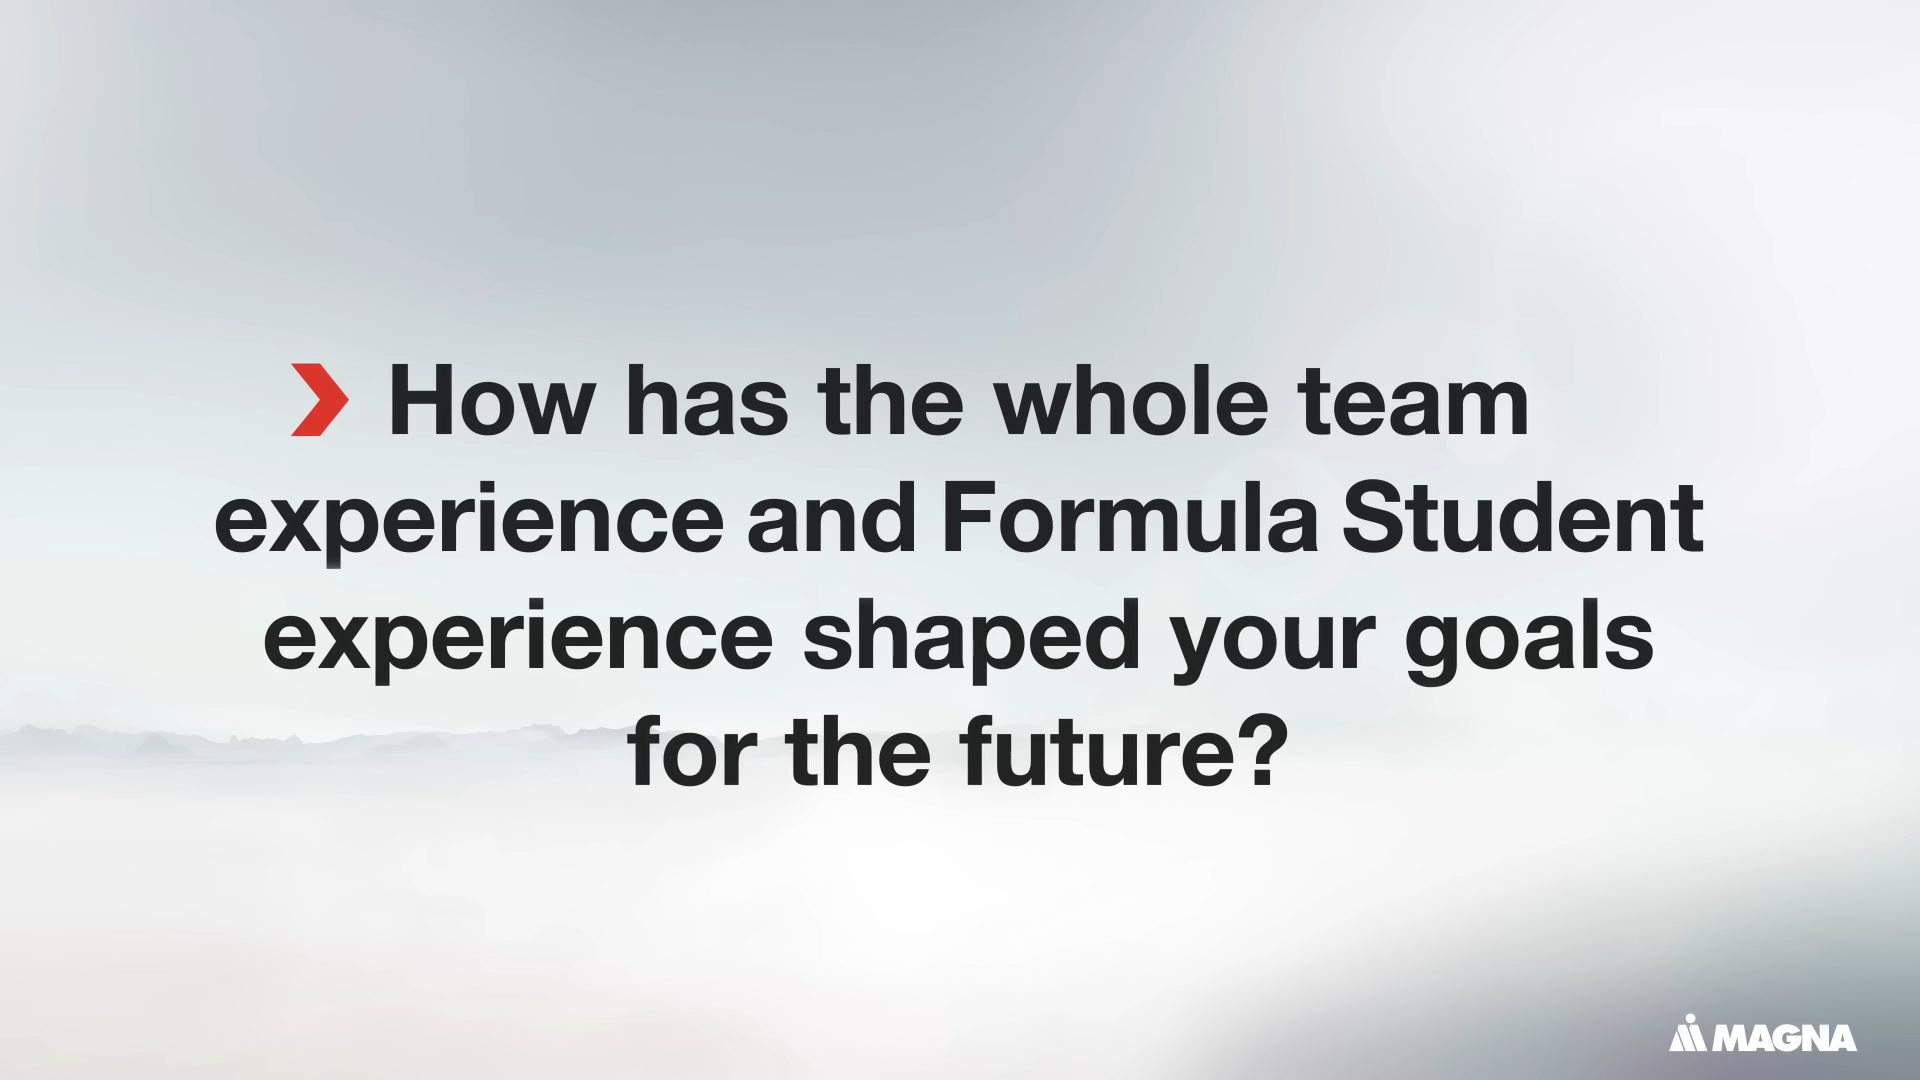 How has the whole team
experience and Formula Student
experience shaped your goals
for the future?
MAGNA